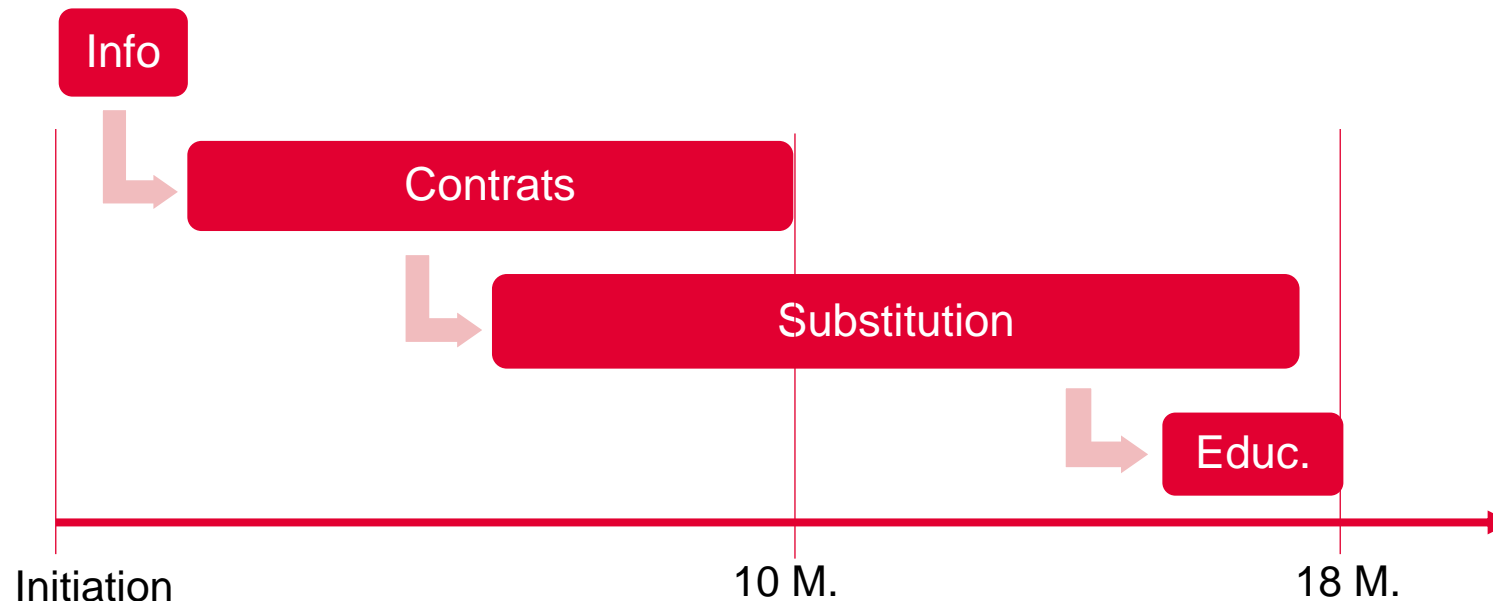 Info
Contrats
Substitution
Educ.
Initiation
10 M.
18 M.